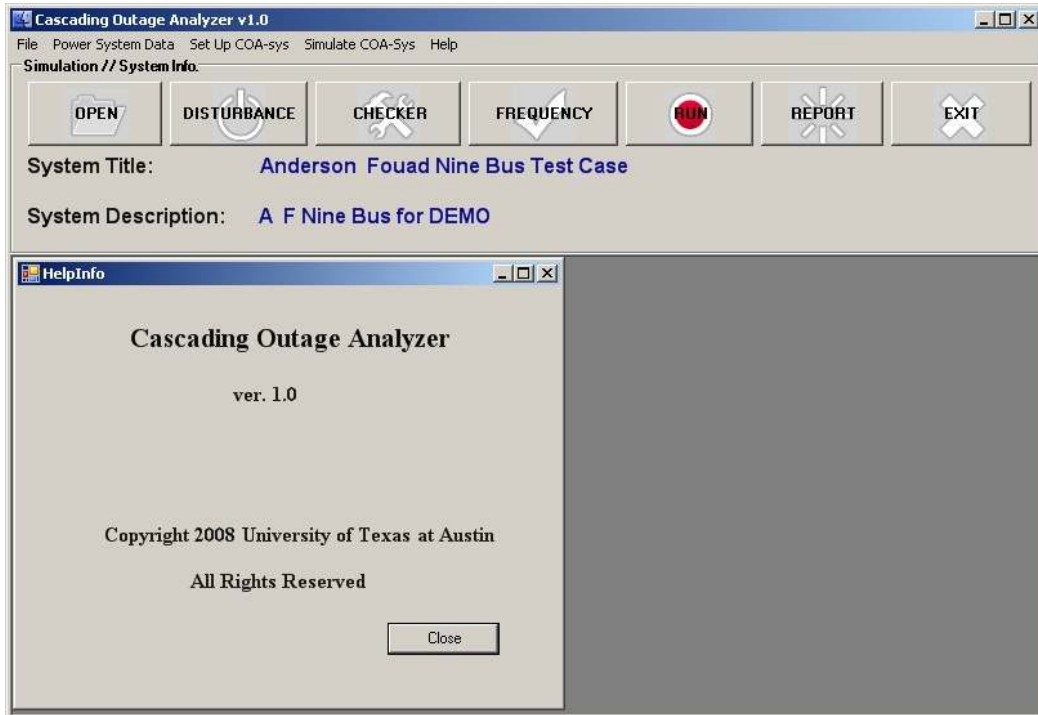 Cascading Outage Analyzer v1.0
File Power System Data Set Up COA-sys Simulate COA-Sys Help
Simulation // System Info.
OPEN DISTURBANCE CHECKER FREQUENCY RUN REPORT EXIT
System Title: Anderson Fouad Nine Bus Test Case
System Description: A F Nine Bus for DEMO
HelpInfo
Cascading Outage Analyzer
ver. 1.0
Copyright 2008 University of Texas at Austin
All Rights Reserved
Close